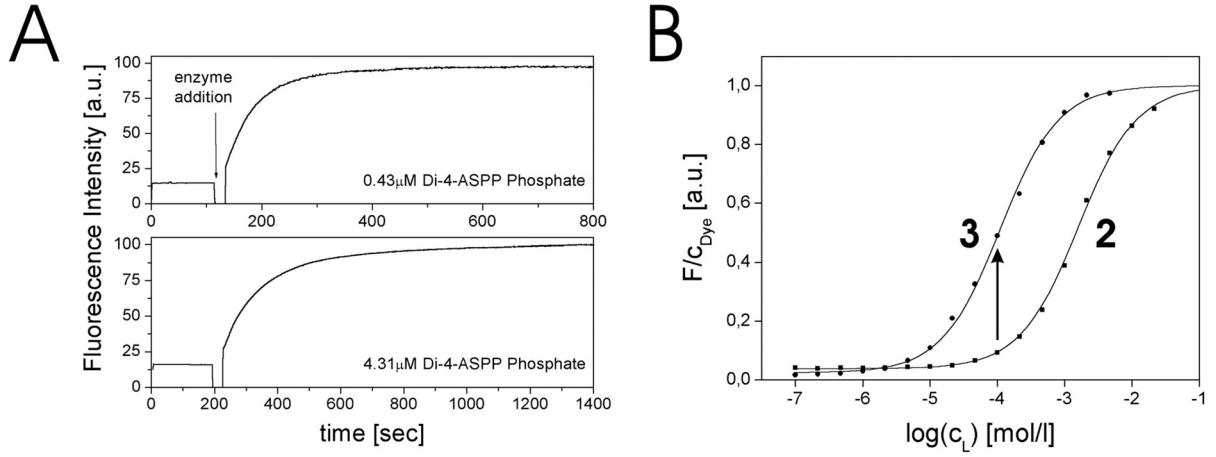 A
Fluorescence Intensity [a.u.]
100
75
50
25
0
enzyme
addition
0.43µM Di-4-ASPP Phosphate
0 200 400 600 800
100
75
50
25
0
4.31µM Di-4-ASPP Phosphate
0 200 400 600 800 1000 1200 1400
time [sec]
B
F/cDye [a.u.]
1,0
0,8
0,6
0,4
0,2
0,0
3 2
-7 -6 -5 -4 -3 -2 -1
log(cL) [mol/l]